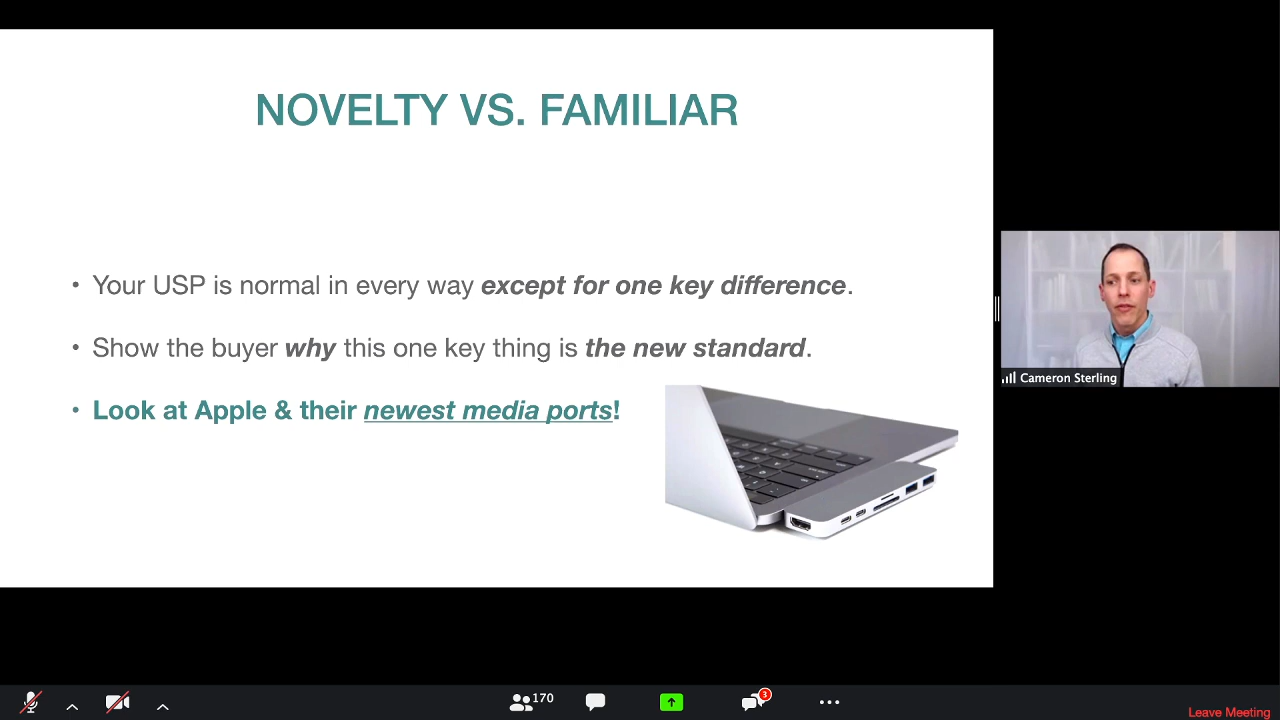 NOVELTY VS. FAMILIAR
• Your USP is normal in every way except for one key difference.
• Show the buyer why this one key thing is the new standard.
• Look at Apple & their newest media ports!
Cameron Sterling
170
3
Leave Meeting